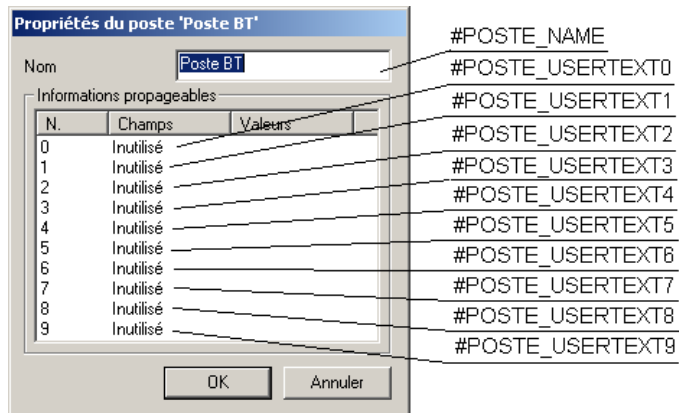 Propriétés du poste 'Poste BT'
Nom
Poste BT
#POSTE_NAME
Informations propageables
N. Champs Valeurs
0 Inutilisé #POSTE_USERTEXT0
1 Inutilisé #POSTE_USERTEXT1
2 Inutilisé #POSTE_USERTEXT2
3 Inutilisé #POSTE_USERTEXT3
4 Inutilisé #POSTE_USERTEXT4
5 Inutilisé #POSTE_USERTEXT5
6 Inutilisé #POSTE_USERTEXT6
7 Inutilisé #POSTE_USERTEXT7
8 Inutilisé #POSTE_USERTEXT8
9 Inutilisé #POSTE_USERTEXT9
OK Annuler